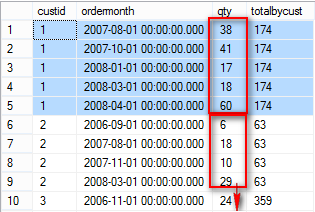 custid ordermonth qty totalbycust
1 1 2007-08-01 00:00:00.000 38 174
2 1 2007-10-01 00:00:00.000 41 174
3 1 2008-01-01 00:00:00.000 17 174
4 1 2008-03-01 00:00:00.000 18 174
5 1 2008-04-01 00:00:00.000 60 174
6 2 2006-09-01 00:00:00.000 6 63
7 2 2007-08-01 00:00:00.000 18 63
8 2 2007-11-01 00:00:00.000 10 63
9 2 2008-03-01 00:00:00.000 29 63
10 3 2006-11-01 00:00:00.000 24 359